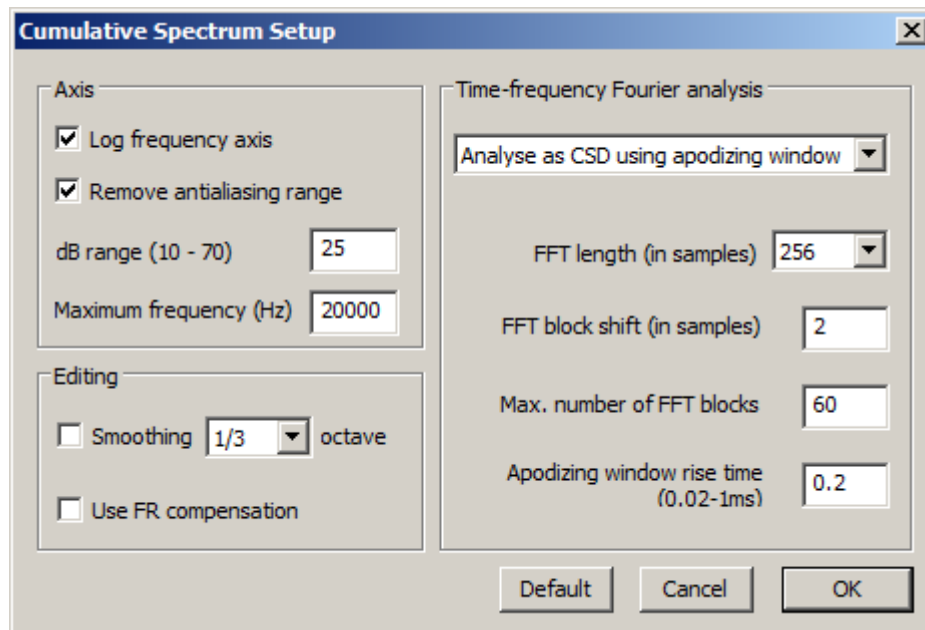 Cumulative Spectrum Setup
Axis
Log frequency axis
Remove antialiasing range
dB range (10 - 70) 25
Maximum frequency (Hz) 20000
Editing
Smoothing 1/3 octave
Use FR compensation
Time-frequency Fourier analysis
Analyse as CSD using apodizing window
FFT length (in samples) 256
FFT block shift (in samples) 2
Max. number of FFT blocks 60
Apodizing window rise time
(0.02-1ms) 0.2
Default Cancel OK